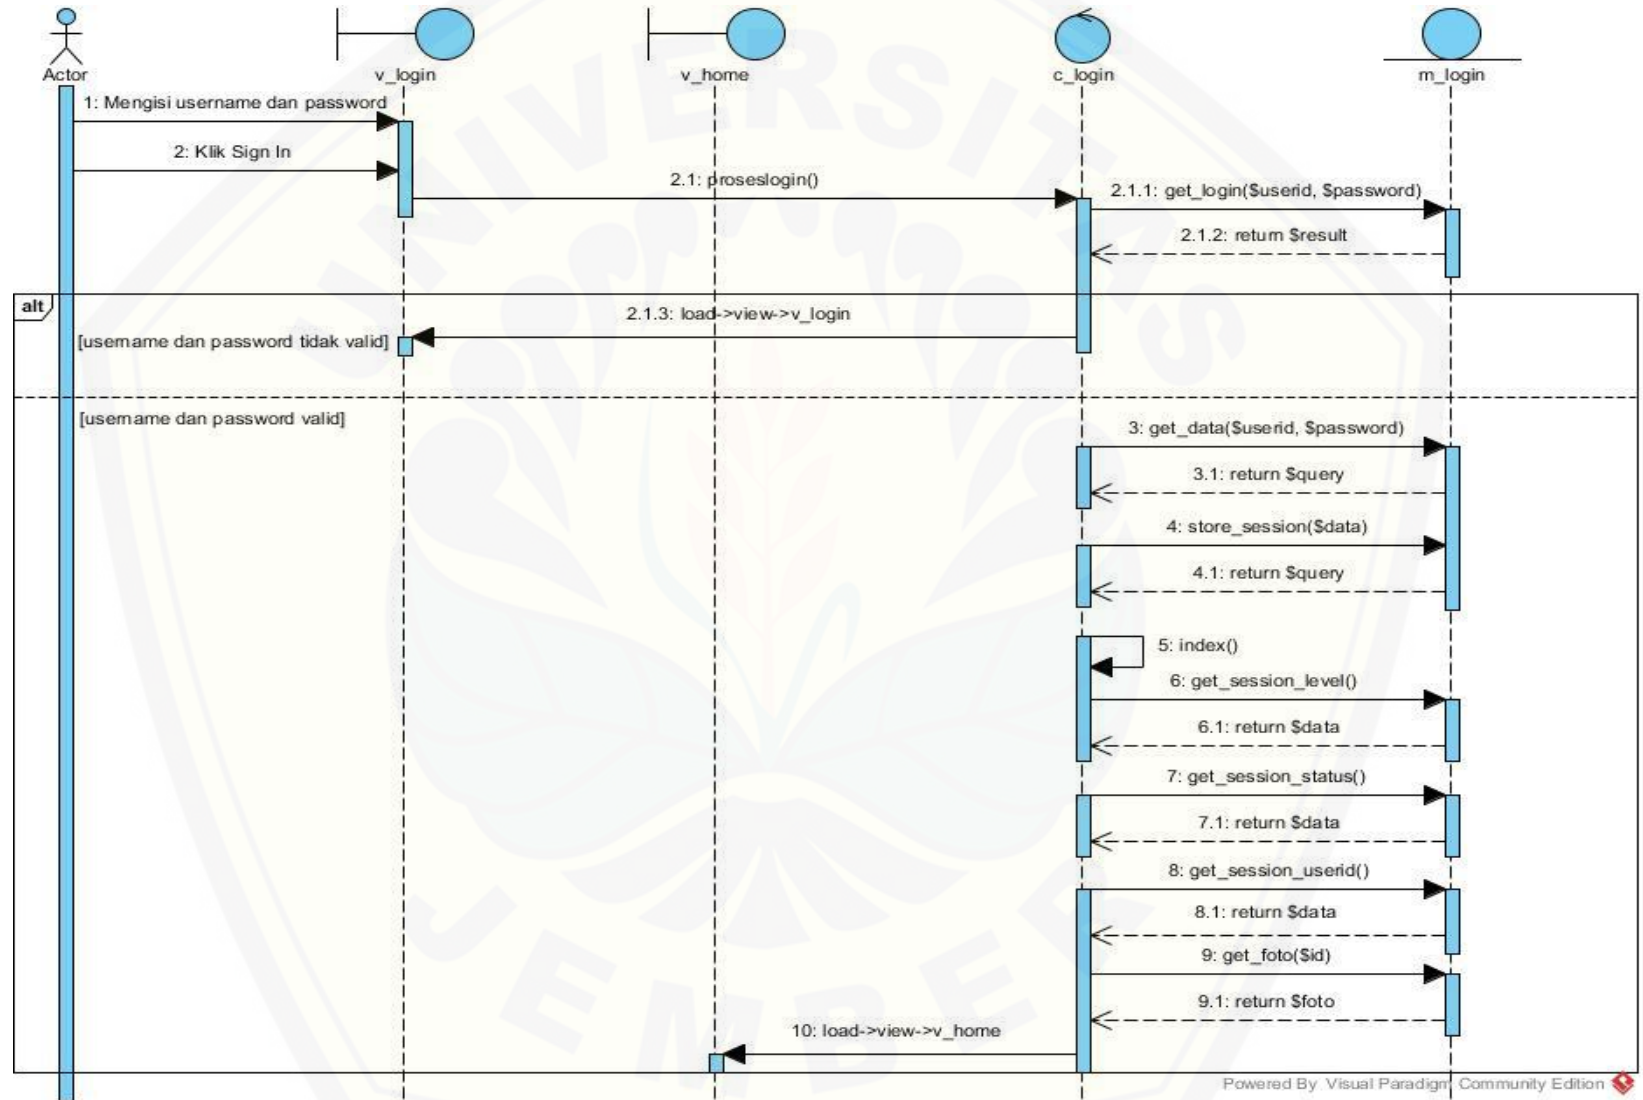 Actor
v_login
v_home
c_login
m_login
1: Mengisi username dan password
2: Klik Sign In
2.1: proseslogin()
2.1.1: get_login($userid, $password)
2.1.2: return $result
alt
2.1.3: load->view->v_login
[username dan password tidak valid]
[username dan password valid]
3: get_data($userid, $password)
3.1: return $query
4: store_session($data)
4.1: return $query
5: index()
6: get_session_level()
6.1: return $data
7: get_session_status()
7.1: return $data
8: get_session_userid()
8.1: return $data
9: get_foto($id)
9.1: return $foto
10: load->view->v_home
Powered By Visual Paradigm Community Edition
UNIVERSITAS
JEMBER